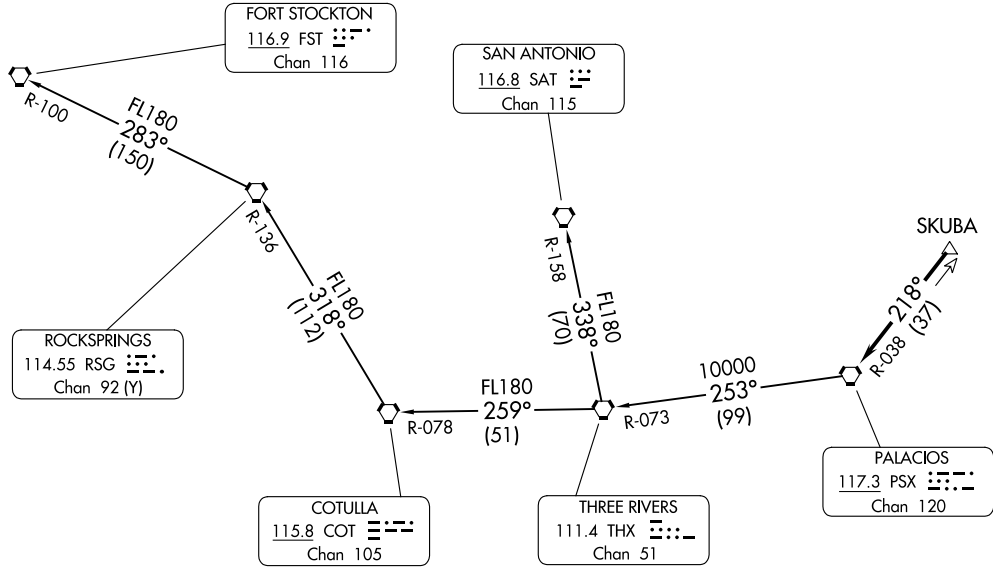 FORT STOCKTON
116.9 FST
Chan 116
R-100
FL180
283°
(150)
SAN ANTONIO
116.8 SAT
Chan 115
R-136
FL180
318°
(112)
R-158
FL180
338°
(70)
SKUBA
218°
(37)
R-038
ROCKSPRINGS
114.55 RSG
Chan 92 (Y)
10000
253°
(99)
R-073
FL180
259°
(51)
R-078
PALACIOS
117.3 PSX
Chan 120
COTULLA
115.8 COT
Chan 105
THREE RIVERS
111.4 THX
Chan 51